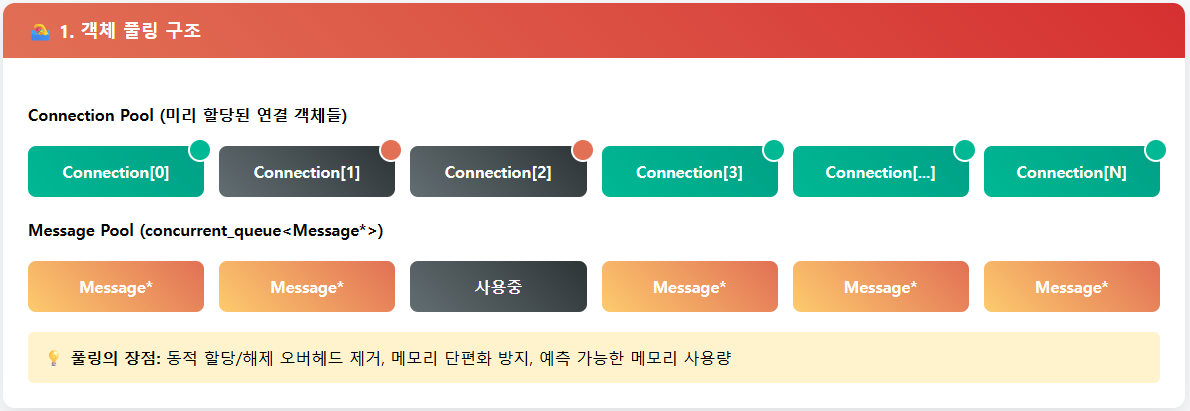 🏊 1. 객체 풀링 구조
Connection Pool (미리 할당된 연결 객체들)
Connection[0] Connection[1] Connection[2] Connection[3] Connection[...] Connection[N]
Message Pool (concurrent_queue<Message*>)
Message* Message* 사용중 Message* Message* Message*
💡 풀링의 장점: 동적 할당/해제 오버헤드 제거, 메모리 단편화 방지, 예측 가능한 메모리 사용량